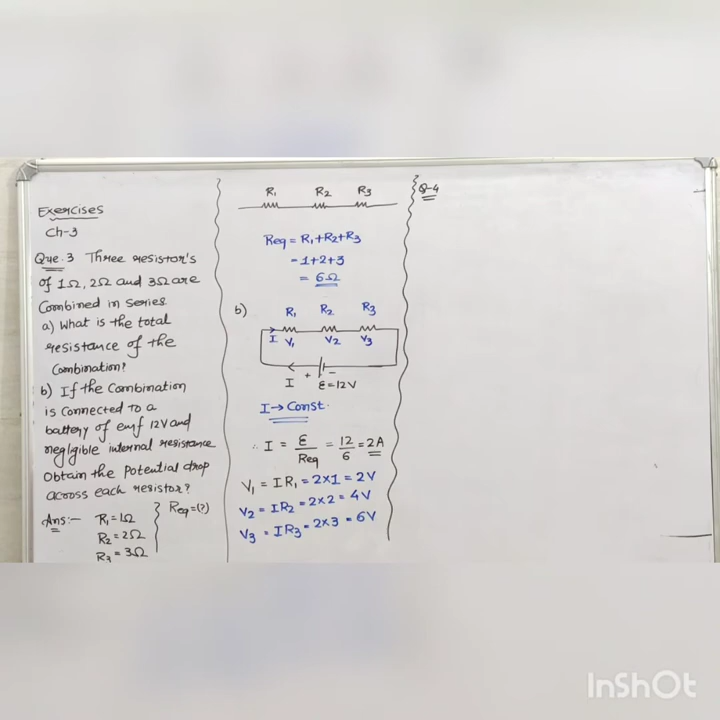 Exercises
Ch-3
Que.3 Three resistor's
of 1Ω, 2Ω and 3Ω are
Combined in series.
a) What is the total
resistance of the
Combination?
b) If the Combination
is Connected to a
battery of emf 12V and
negligible internal resistance
Obtain the Potential drop
across each resistor?
Ans:- R₁=1Ω
R₂=2Ω
R₃=3Ω
Req=(?)
R₁ R₂ R₃
Req = R₁+R₂+R₃
= 1+2+3
= 6Ω
b)
R₁ R₂ R₃
I V₁ V₂ V₃
I + - ε=12V
I → Const.
∴ I = ε/Req = 12/6 = 2A
V₁ = IR₁ = 2×1 = 2V
V₂ = IR₂ = 2×2 = 4V
V₃ = IR₃ = 2×3 = 6V
Q-4
InShOt